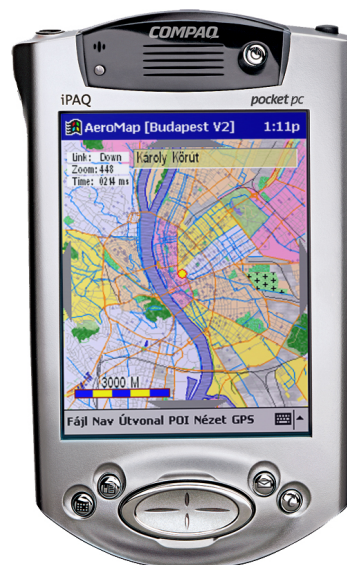 COMPAQ
iPAQ pocket pc
AeroMap [Budapest V2] 1:11p
Link: Down
Károly Körút
Zoom:448
Time: 0214 ms
3000 M
Fájl Nav Útvonal POI Nézet GPS